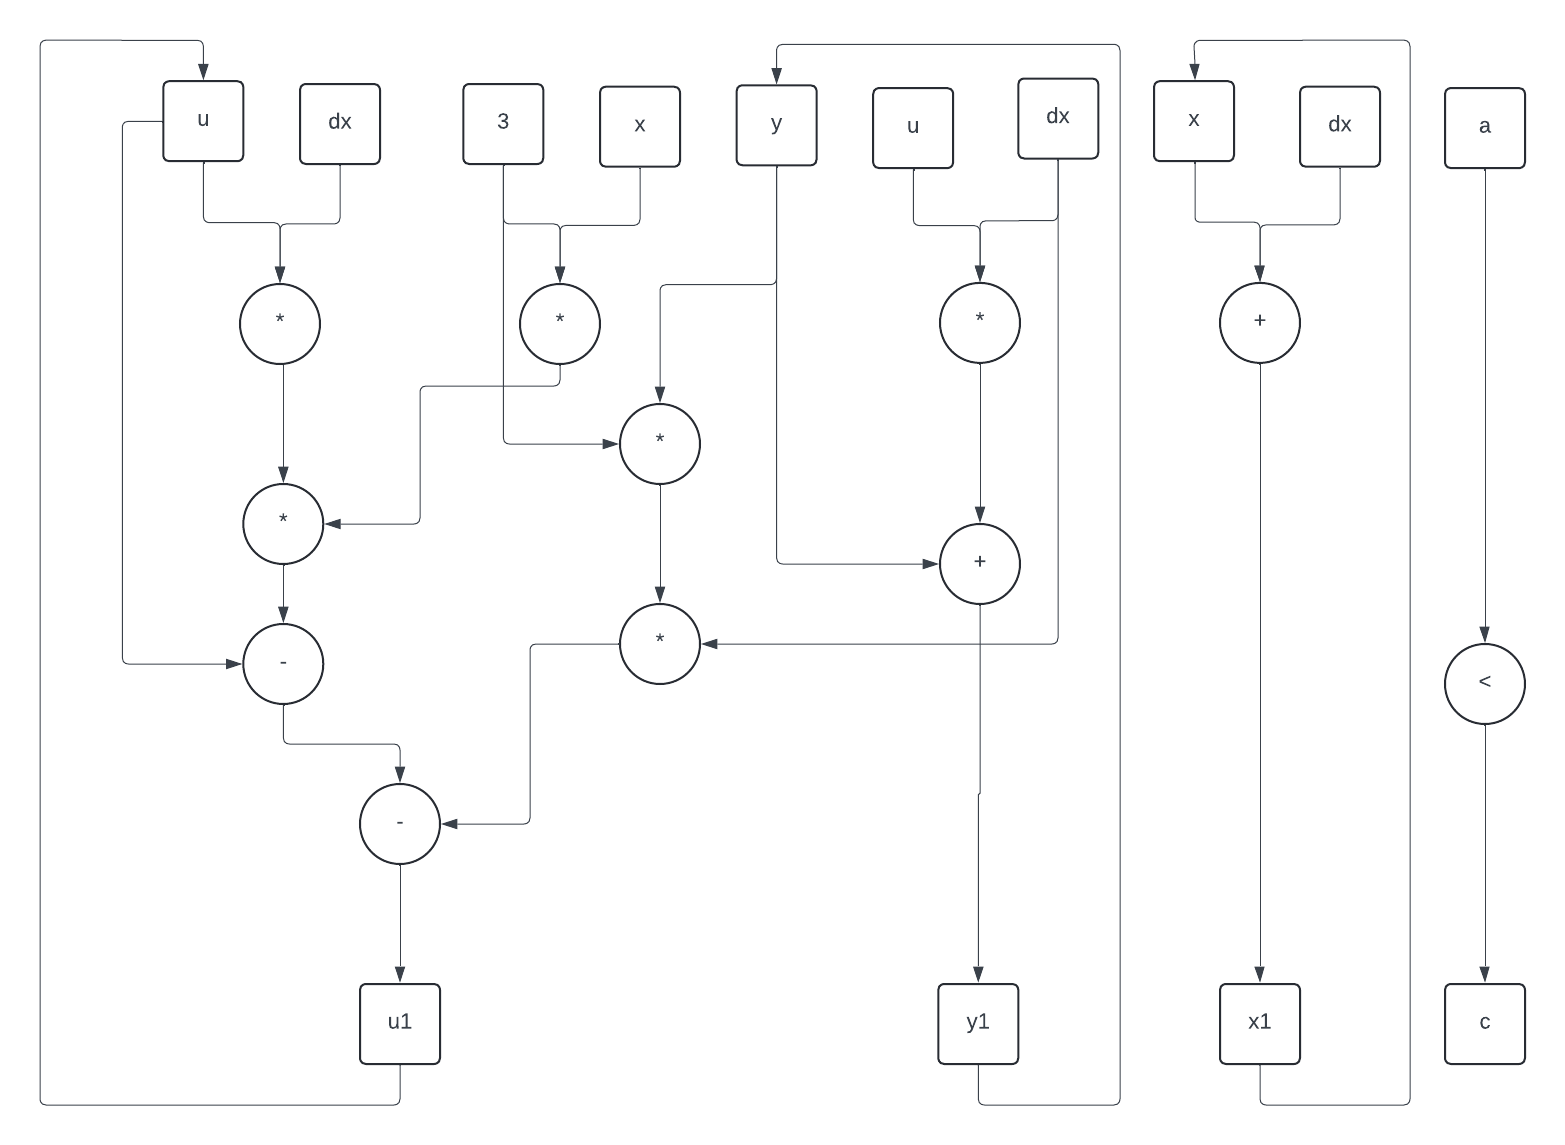 u
dx
3
x
y
u
dx
x
dx
a
*
*
*
+
*
*
+
*
-
<
-
u1
y1
x1
c